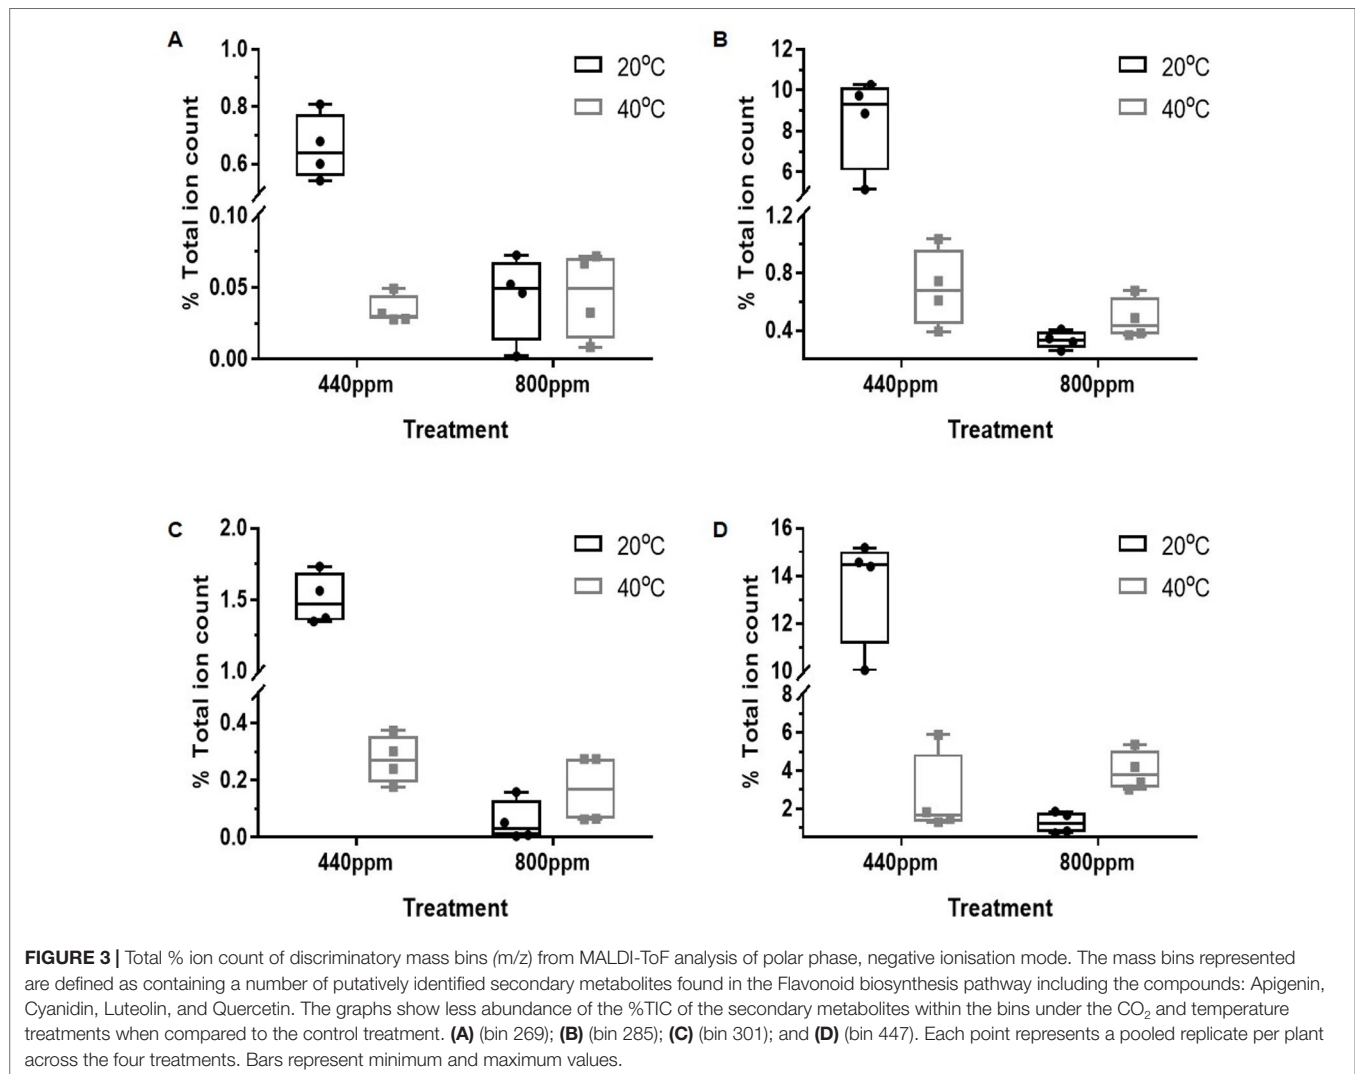 A
1.0
0.8
0.6
0.10
0.05
0.00
% Total ion count
20°C
40°C
440ppm 800ppm
Treatment
B
12
10
8
6
1.2
0.8
0.4
% Total ion count
20°C
40°C
440ppm 800ppm
Treatment
C
2.0
1.5
1.0
0.4
0.2
0.0
% Total ion count
20°C
40°C
440ppm 800ppm
Treatment
D
16
14
12
10
8
6
4
2
% Total ion count
20°C
40°C
440ppm 800ppm
Treatment
FIGURE 3 | Total % ion count of discriminatory mass bins (m/z) from MALDI-ToF analysis of polar phase, negative ionisation mode. The mass bins represented
are defined as containing a number of putatively identified secondary metabolites found in the Flavonoid biosynthesis pathway including the compounds: Apigenin,
Cyanidin, Luteolin, and Quercetin. The graphs show less abundance of the %TIC of the secondary metabolites within the bins under the CO₂ and temperature
treatments when compared to the control treatment. (A) (bin 269); (B) (bin 285); (C) (bin 301); and (D) (bin 447). Each point represents a pooled replicate per plant
across the four treatments. Bars represent minimum and maximum values.